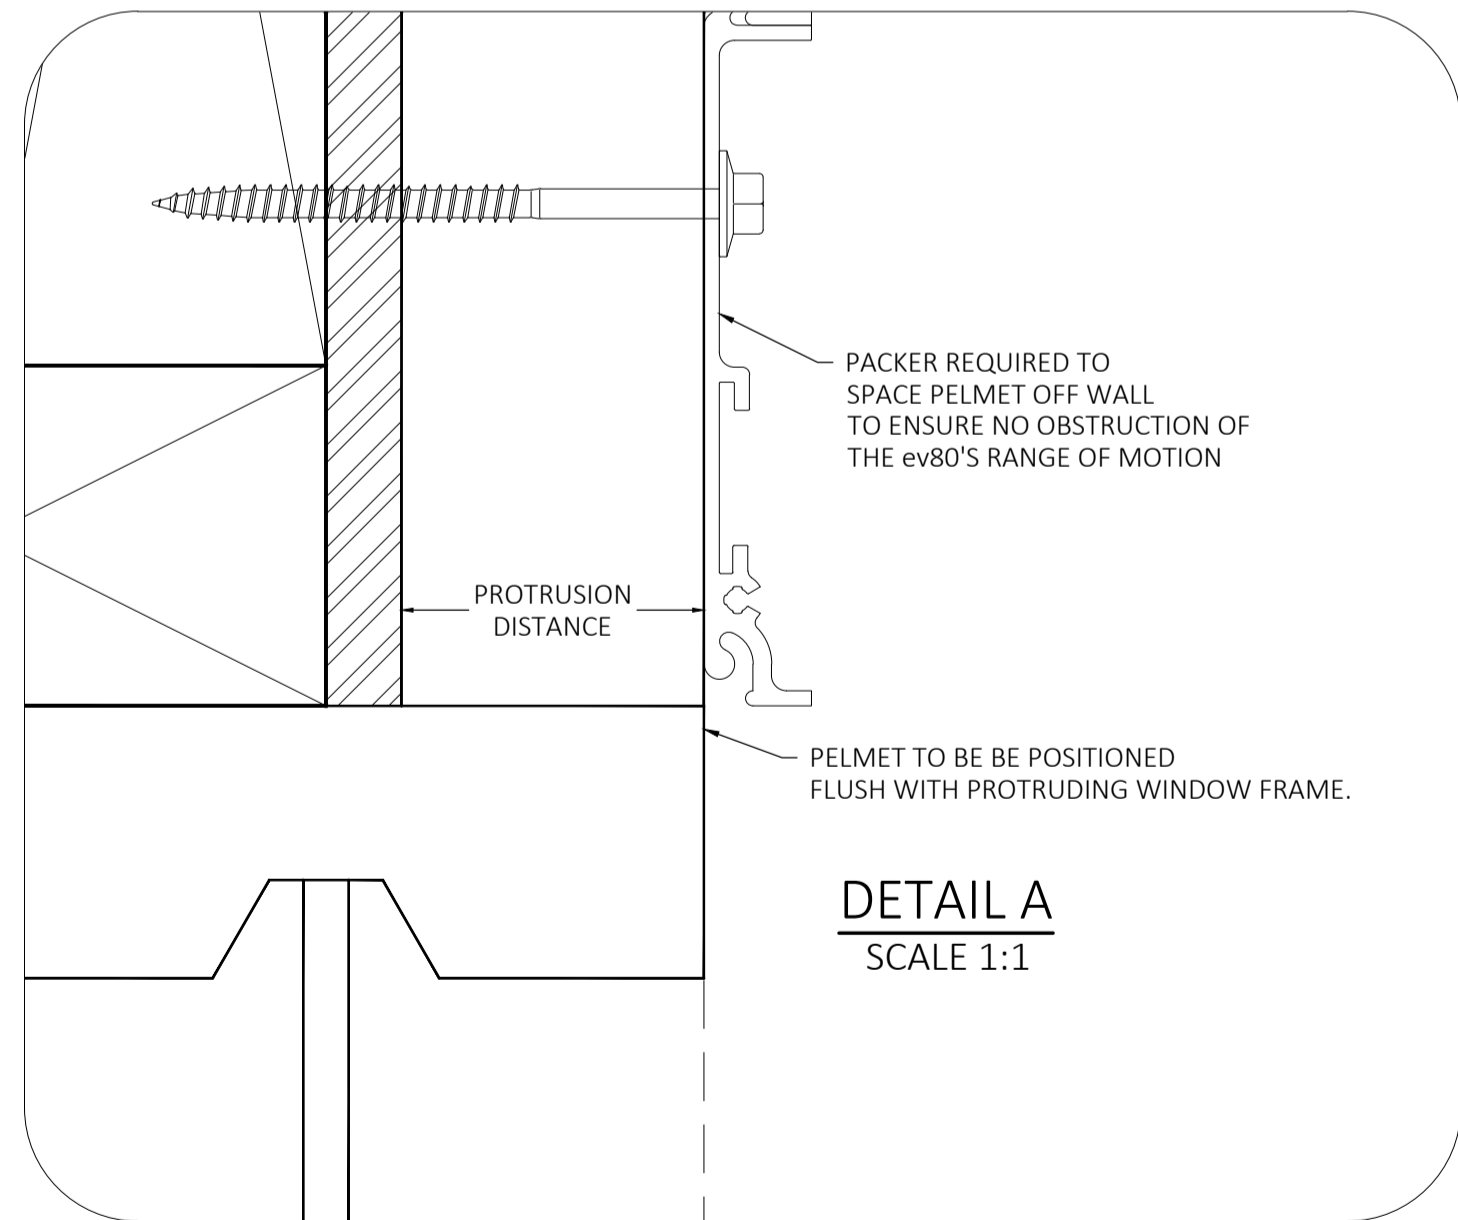 PACKER REQUIRED TO
SPACE PELMET OFF WALL
TO ENSURE NO OBSTRUCTION OF
THE ev80'S RANGE OF MOTION
PROTRUSION
DISTANCE
PELMET TO BE BE POSITIONED
FLUSH WITH PROTRUDING WINDOW FRAME.
DETAIL A
SCALE 1:1